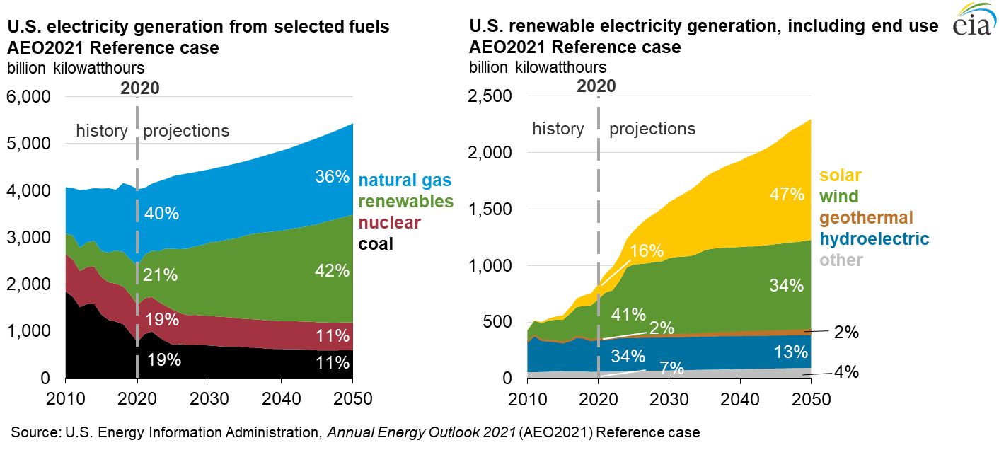 U.S. electricity generation from selected fuels
AEO2021 Reference case
billion kilowatthours
2020
6,000
5,000
4,000
3,000
2,000
1,000
0
history
projections
36%
40%
21%
42%
19%
11%
19%
11%
natural gas
renewables
nuclear
coal
2010
2020
2030
2040
2050
U.S. renewable electricity generation, including end use
AEO2021 Reference case
billion kilowatthours
eia
2020
2,500
2,000
1,500
1,000
500
0
history
projections
47%
16%
34%
41%
2%
2%
34%
13%
7%
4%
solar
wind
geothermal
hydroelectric
other
2010
2020
2030
2040
2050
Source: U.S. Energy Information Administration, Annual Energy Outlook 2021 (AEO2021) Reference case